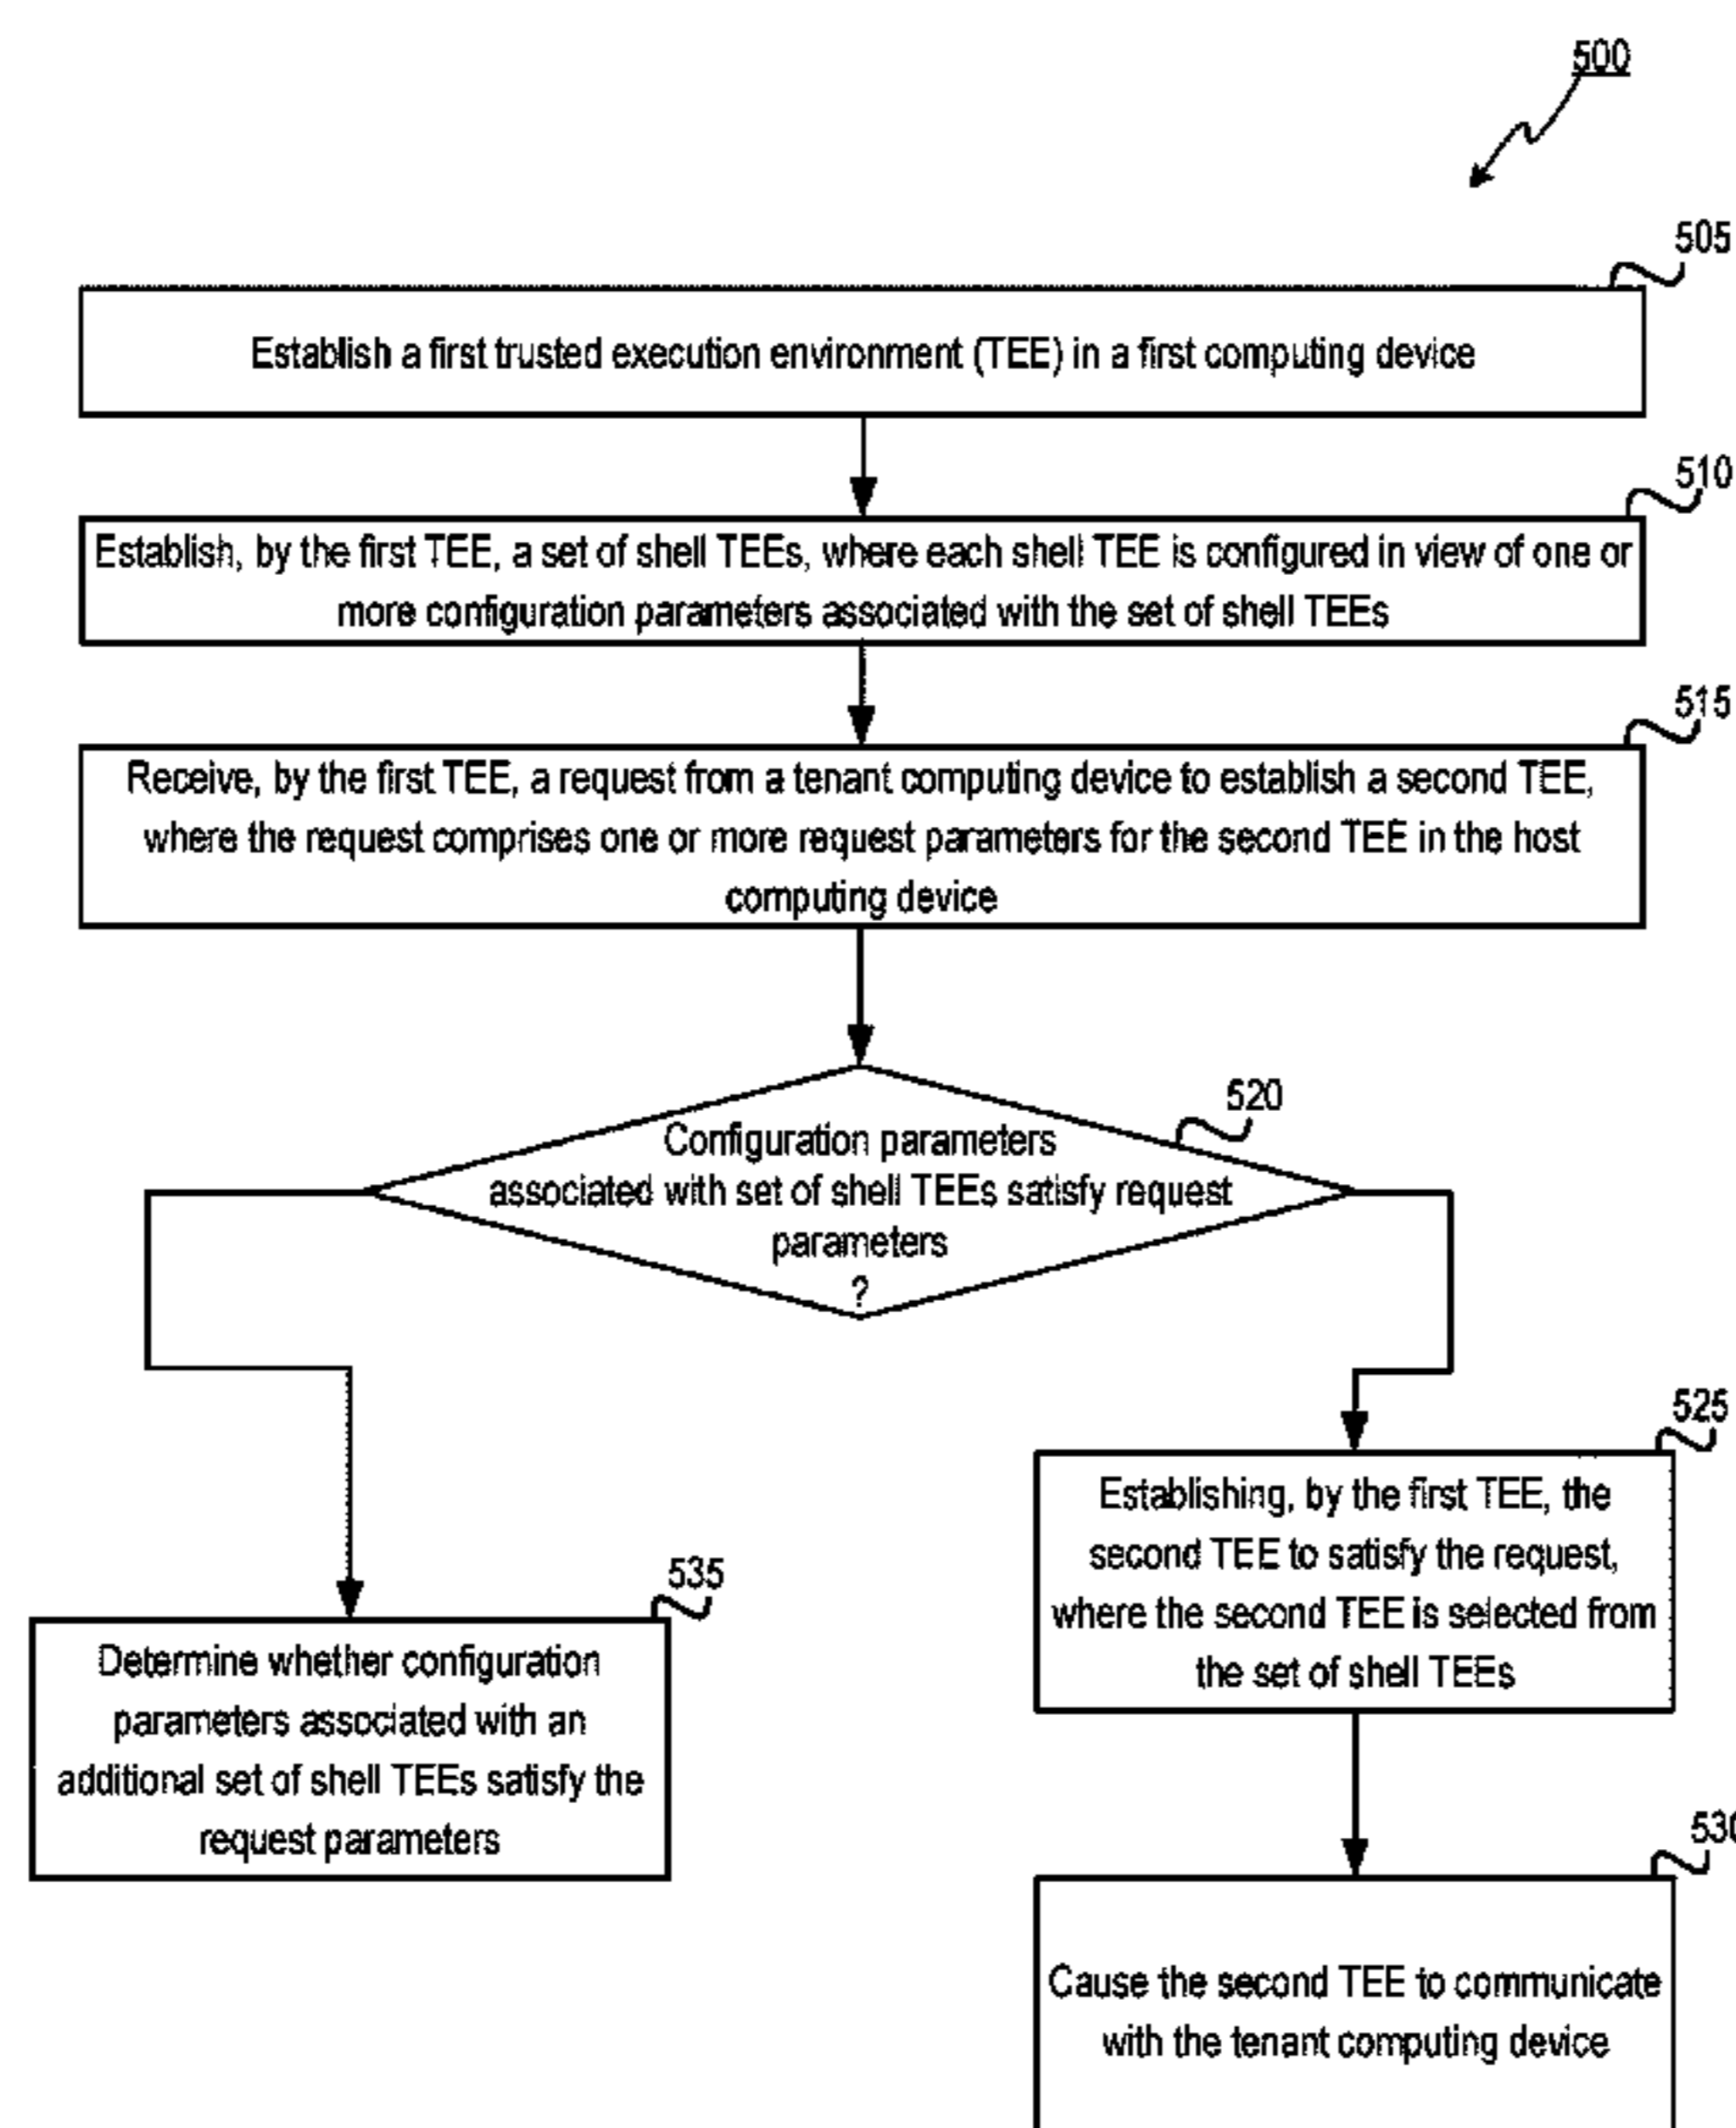 500
505
Establish a first trusted execution environment (TEE) in a first computing device
510
Establish, by the first TEE, a set of shell TEEs, where each shell TEE is configured in view of one or
more configuration parameters associated with the set of shell TEEs
515
Receive, by the first TEE, a request from a tenant computing device to establish a second TEE,
where the request comprises one or more request parameters for the second TEE in the host
computing device
520
Configuration parameters
associated with set of shell TEEs satisfy request
parameters
?
525
Establishing, by the first TEE, the
second TEE to satisfy the request,
where the second TEE is selected from
the set of shell TEEs
535
Determine whether configuration
parameters associated with an
additional set of shell TEEs satisfy the
request parameters
530
Cause the second TEE to communicate
with the tenant computing device